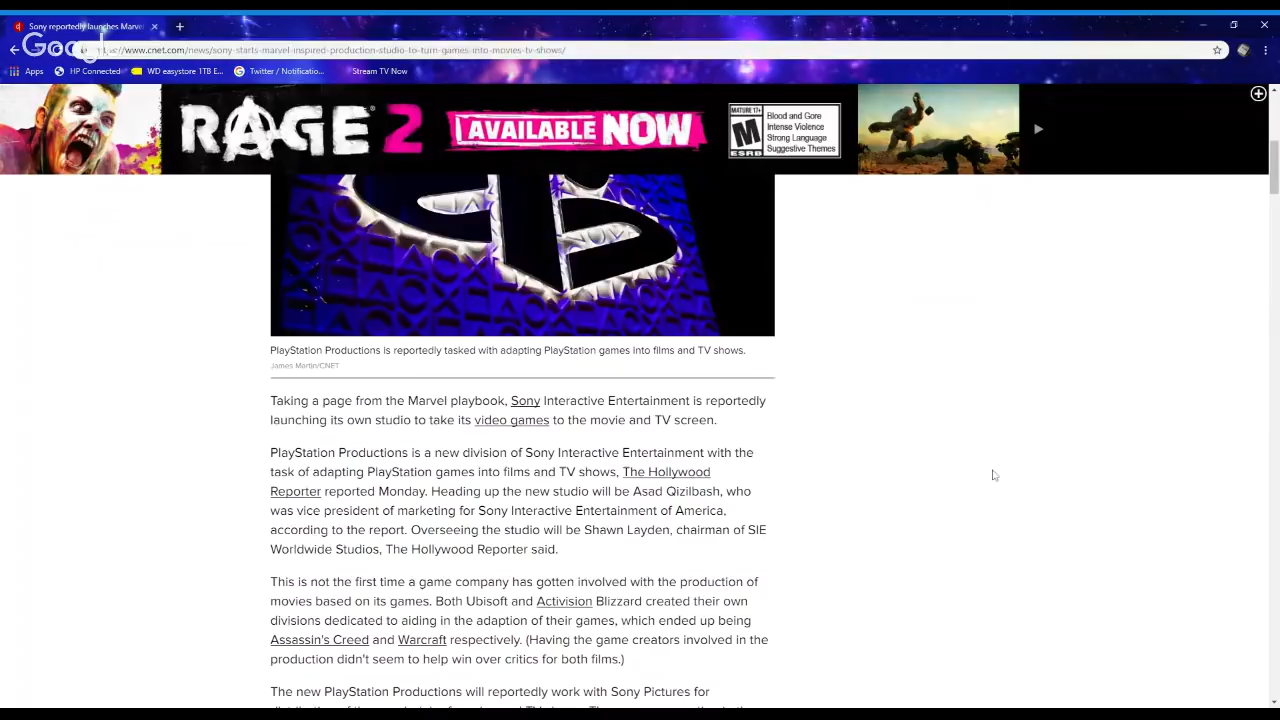 Sony reportedly launches Marvel
Google
www.cnet.com/news/sony-starts-marvel-inspired-production-studio-to-turn-games-into-movies-tv-shows/
Apps HP Connected WD easystore 1TB E... Twitter / Notificatio... Stream TV Now
RAGE 2 AVAILABLE NOW
MATURE 17+
M
ESRB
Blood and Gore
Intense Violence
Strong Language
Suggestive Themes
PlayStation Productions is reportedly tasked with adapting PlayStation games into films and TV shows.
James Martin/CNET
Taking a page from the Marvel playbook, Sony Interactive Entertainment is reportedly
launching its own studio to take its video games to the movie and TV screen.
PlayStation Productions is a new division of Sony Interactive Entertainment with the
task of adapting PlayStation games into films and TV shows, The Hollywood
Reporter reported Monday. Heading up the new studio will be Asad Qizilbash, who
was vice president of marketing for Sony Interactive Entertainment of America,
according to the report. Overseeing the studio will be Shawn Layden, chairman of SIE
Worldwide Studios, The Hollywood Reporter said.
This is not the first time a game company has gotten involved with the production of
movies based on its games. Both Ubisoft and Activision Blizzard created their own
divisions dedicated to aiding in the adaption of their games, which ended up being
Assassin's Creed and Warcraft respectively. (Having the game creators involved in the
production didn't seem to help win over critics for both films.)
The new PlayStation Productions will reportedly work with Sony Pictures for